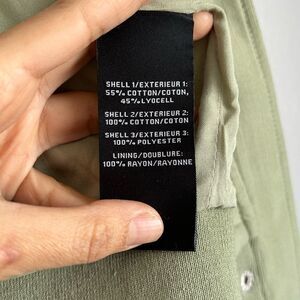 SHELL 1/EXTERIEUR 1:
55% COTTON/COTON,
45% LYOCELL
SHELL 2/EXTERIEUR 2:
100% COTTON/COTON
SHELL 3/EXTERIEUR 3:
100% POLYESTER
LINING/DOUBLURE:
100% RAYON/RAYONNE